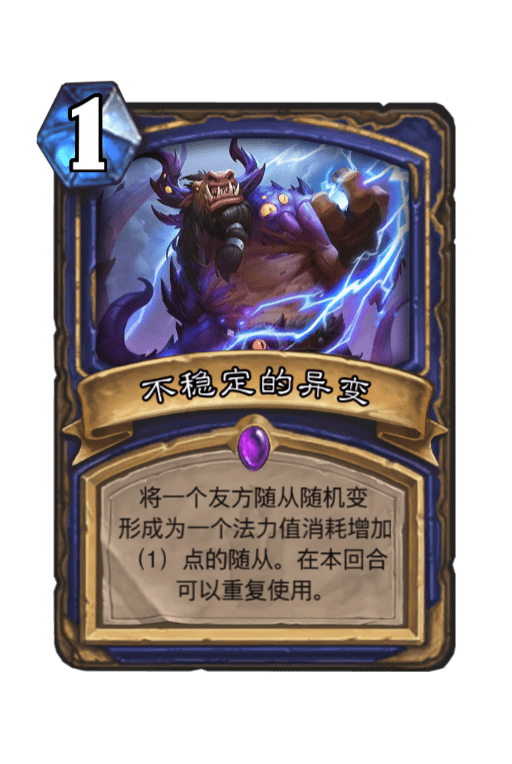 1
不稳定的异变
将一个友方随从随机变
形成为一个法力值消耗增加
（1）点的随从。在本回合
可以重复使用。